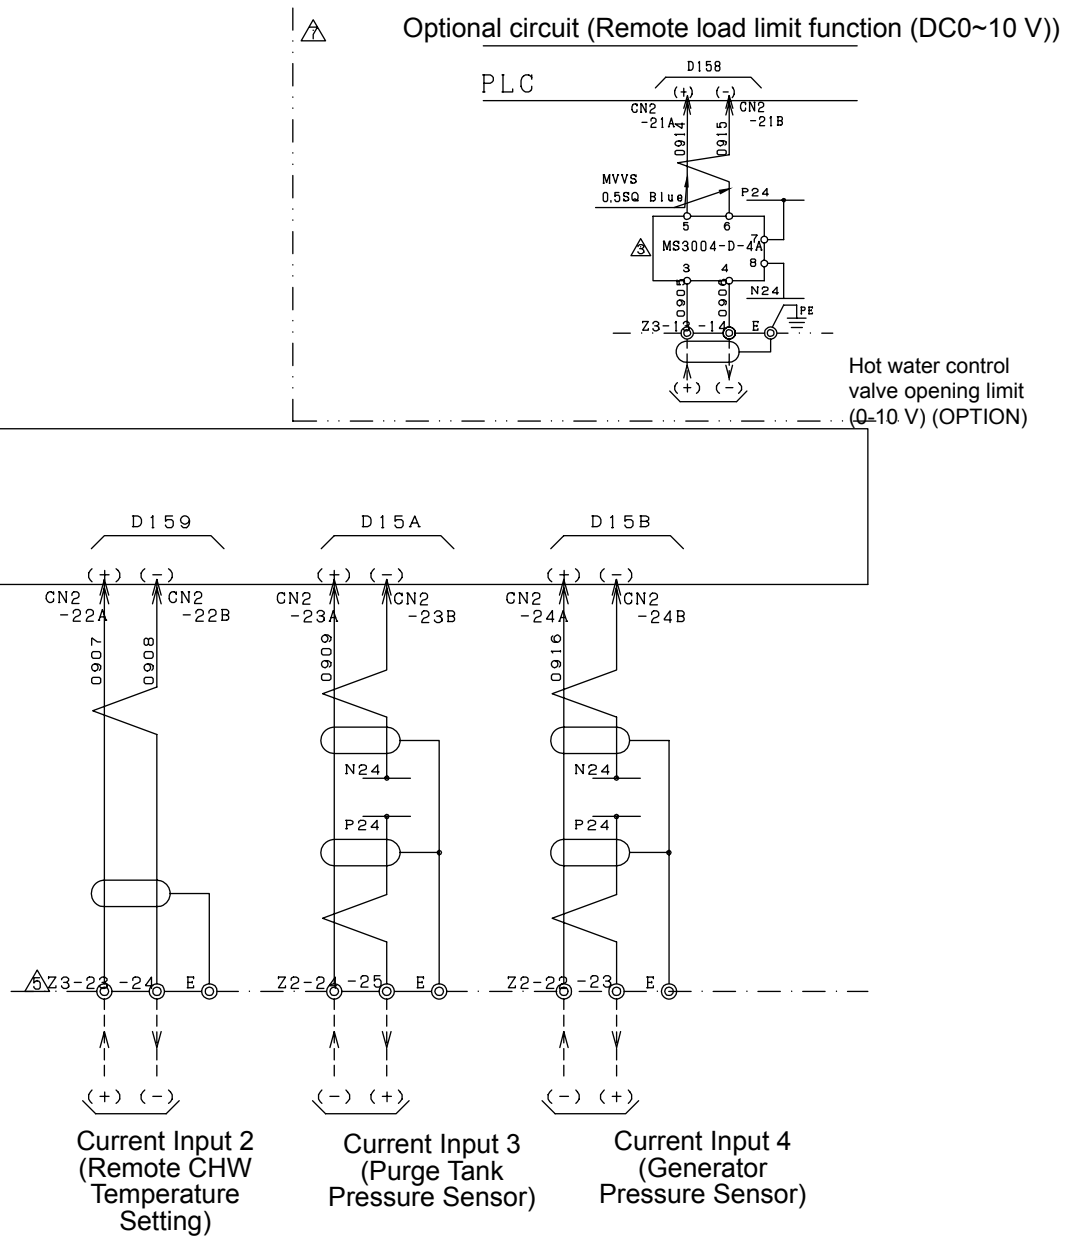 7
Optional circuit (Remote load limit function (DC0~10 V))
D158
PLC
(+) (-)
CN2 -21A
CN2 -21B
0914
0915
MVVS
0.5SQ Blue
P24
5 6
3
MS3004-D-4A
7
8
3 4
0905
0906
N24
PE
Z3-13 -14 E
(+) (-)
Hot water control
valve opening limit
(0-10 V) (OPTION)
D159 D15A D15B
(+) (-) (+) (-) (+) (-)
CN2 CN2 CN2 CN2 CN2 CN2
-22A -22B -23A -23B -24A -24B
0907
0908
0909
0916
N24 N24
P24 P24
5 Z3-23 -24 E Z2-24 -25 E Z2-22 -23 E
(+) (-) (-) (+) (-) (+)
Current Input 2
(Remote CHW
Temperature
Setting)
Current Input 3
(Purge Tank
Pressure Sensor)
Current Input 4
(Generator
Pressure Sensor)